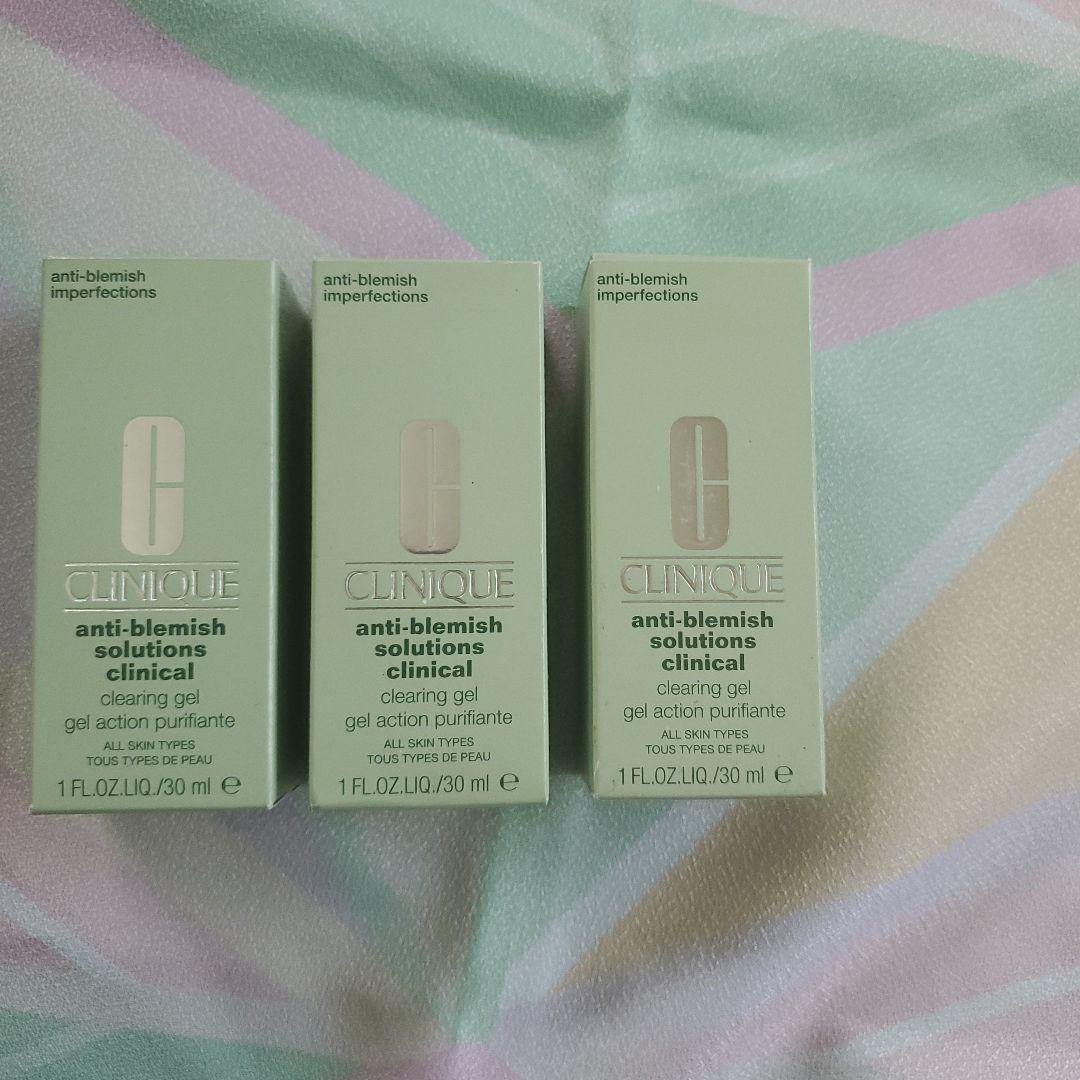 anti-blemish
imperfections
CLINIQUE
anti-blemish
solutions
clinical
clearing gel
gel action purifiante
ALL SKIN TYPES
TOUS TYPES DE PEAU
1 FL.OZ.LIQ./30 ml ℮
anti-blemish
imperfections
CLINIQUE
anti-blemish
solutions
clinical
clearing gel
gel action purifiante
ALL SKIN TYPES
TOUS TYPES DE PEAU
1 FL.OZ.LIQ./30 ml ℮
anti-blemish
imperfections
CLINIQUE
anti-blemish
solutions
clinical
clearing gel
gel action purifiante
ALL SKIN TYPES
TOUS TYPES DE PEAU
1 FL.OZ.LIQ./30 ml ℮